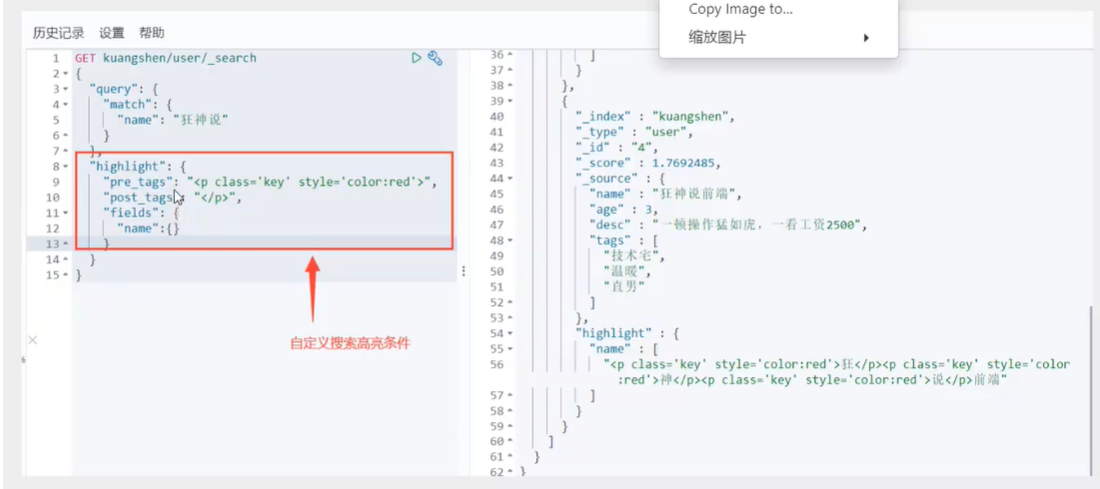 Copy Image to...
缩放图片
历史记录 设置 帮助
1 GET kuangshen/user/_search
2 {
3 "query": {
4 "match": {
5 "name": "狂神说"
6 }
7 },
8 "highlight": {
9 "pre_tags": "<p class='key' style='color:red'>",
10 "post_tags": "</p>",
11 "fields": {
12 "name":{}
13 }
14 }
15 }
自定义搜索高亮条件
36 ]
37 }
38 },
39 {
40 "_index" : "kuangshen",
41 "_type" : "user",
42 "_id" : "4",
43 "_score" : 1.7692485,
44 "_source" : {
45 "name" : "狂神说前端",
46 "age" : 3,
47 "desc" : "一顿操作猛如虎，一看工资2500",
48 "tags" : [
49 "技术宅",
50 "温暖",
51 "直男"
52 ]
53 },
54 "highlight" : {
55 "name" : [
56 "<p class='key' style='color:red'>狂</p><p class='key' style='color
:red'>神</p><p class='key' style='color:red'>说</p>前端"
57 ]
58 }
59 }
60 ]
61 }
62 }